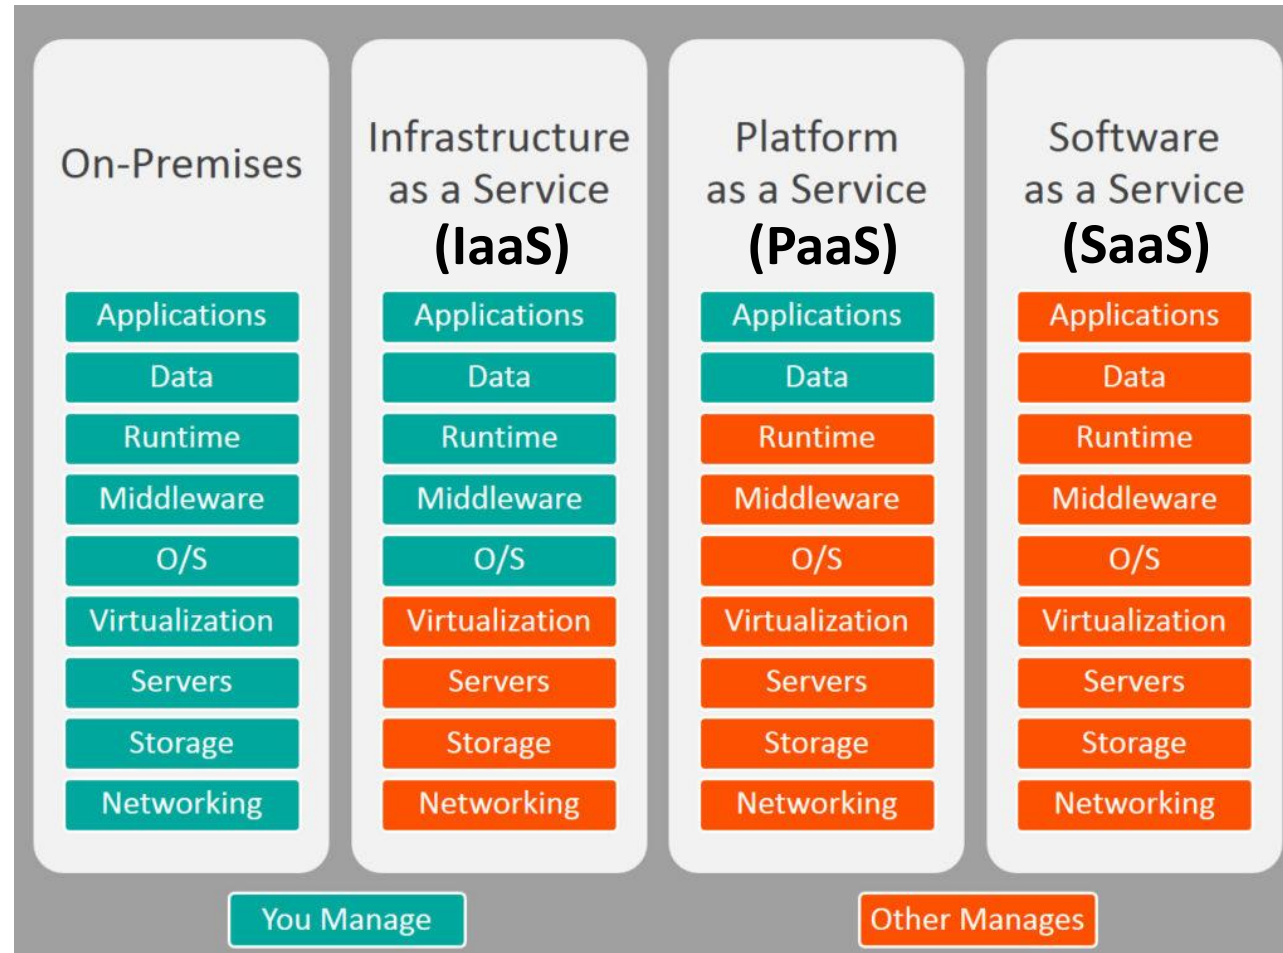 On-Premises
Applications
Data
Runtime
Middleware
O/S
Virtualization
Servers
Storage
Networking
Infrastructure
as a Service
(IaaS)
Applications
Data
Runtime
Middleware
O/S
Virtualization
Servers
Storage
Networking
Platform
as a Service
(PaaS)
Applications
Data
Runtime
Middleware
O/S
Virtualization
Servers
Storage
Networking
Software
as a Service
(SaaS)
Applications
Data
Runtime
Middleware
O/S
Virtualization
Servers
Storage
Networking
You Manage
Other Manages